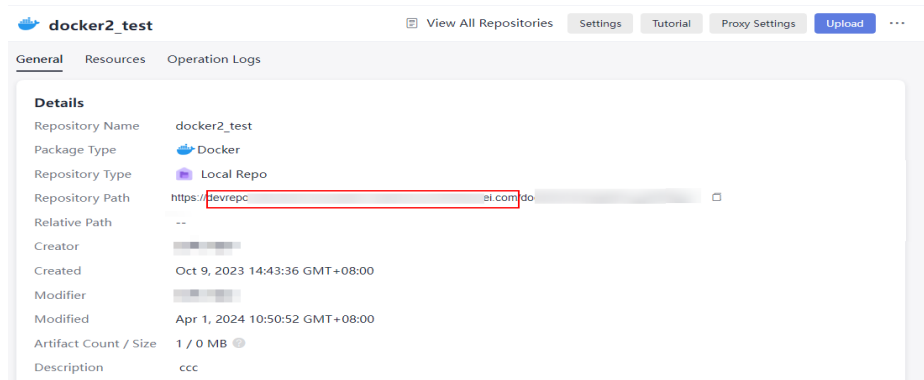 docker2_test View All Repositories Settings Tutorial Proxy Settings Upload ...
General Resources Operation Logs
Details
Repository Name docker2_test
Package Type Docker
Repository Type Local Repo
Repository Path https://devrepo ei.com/do
Relative Path --
Creator
Created Oct 9, 2023 14:43:36 GMT+08:00
Modifier
Modified Apr 1, 2024 10:50:52 GMT+08:00
Artifact Count / Size 1 / 0 MB ?
Description ccc